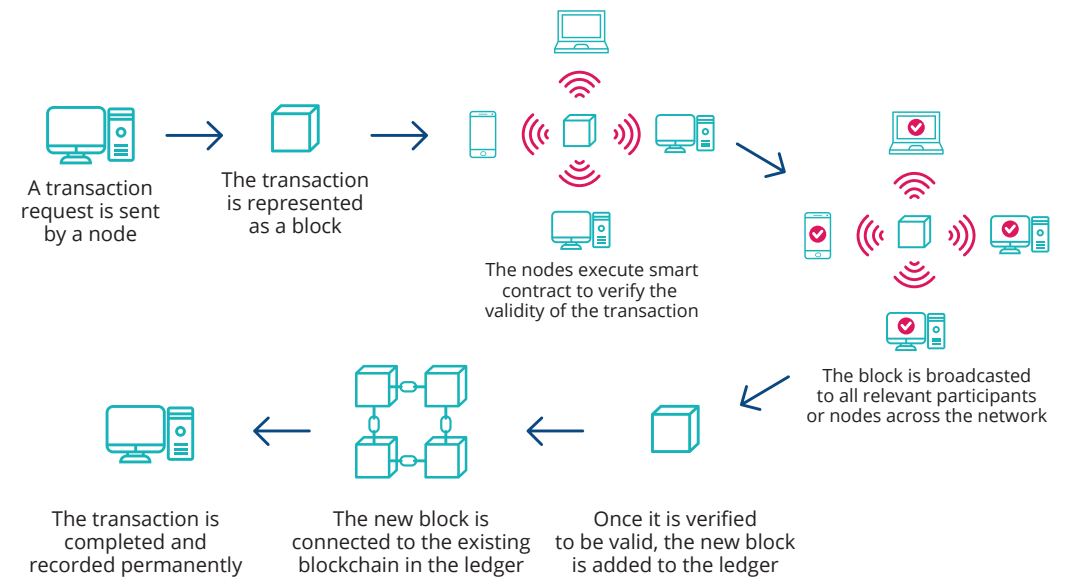 A transaction
request is sent
by a node
The transaction
is represented
as a block
The nodes execute smart
contract to verify the
validity of the transaction
The block is broadcasted
to all relevant participants
or nodes across the network
Once it is verified
to be valid, the new block
is added to the ledger
The new block is
connected to the existing
blockchain in the ledger
The transaction is
completed and
recorded permanently